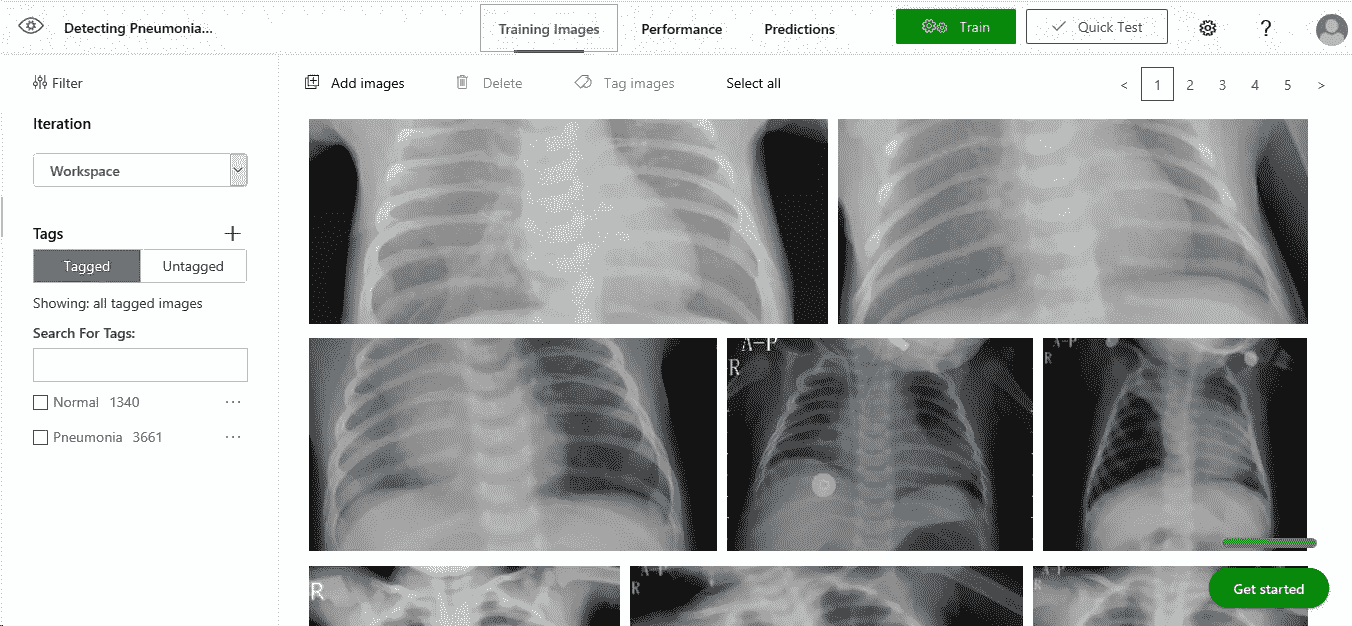 Detecting Pneumonia...
Training Images
Performance
Predictions
Train
Quick Test
?
Filter
Add images
Delete
Tag images
Select all
< 1 2 3 4 5 >
Iteration
Workspace
Tags +
Tagged
Untagged
Showing: all tagged images
Search For Tags:
Normal 1340 ...
Pneumonia 3661 ...
A-P
R
A-P
R
R
A-P
R
A-P
Get started